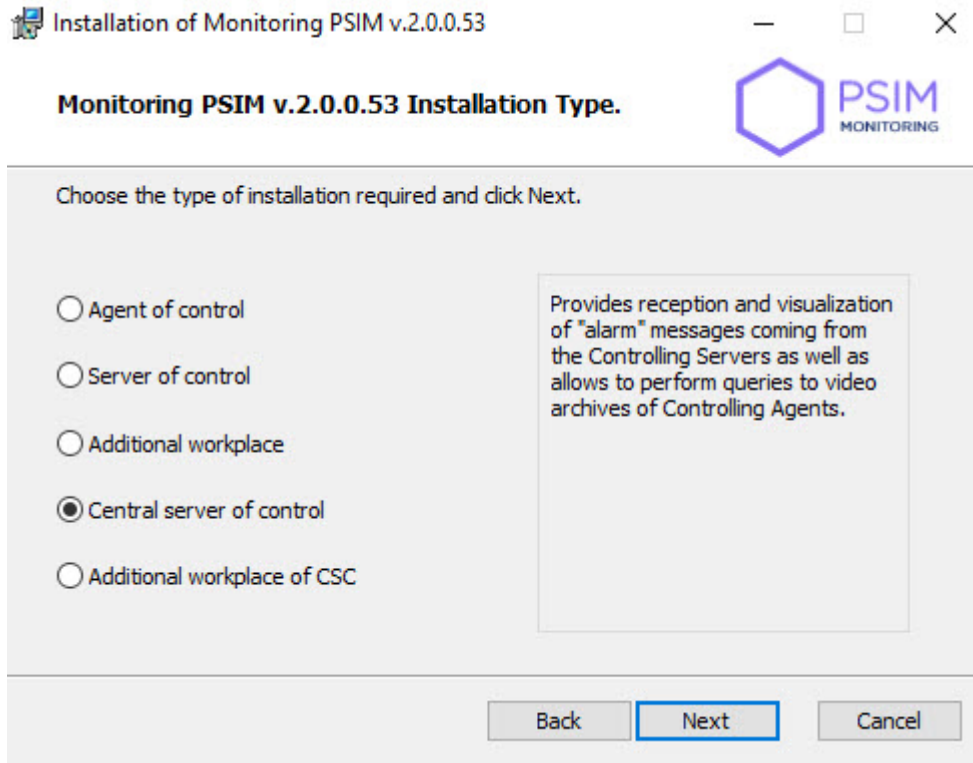 Installation of Monitoring PSIM v.2.0.0.53
Monitoring PSIM v.2.0.0.53 Installation Type.
PSIM
MONITORING
Choose the type of installation required and click Next.
Agent of control
Server of control
Additional workplace
Central server of control
Additional workplace of CSC
Provides reception and visualization
of "alarm" messages coming from
the Controlling Servers as well as
allows to perform queries to video
archives of Controlling Agents.
Back
Next
Cancel